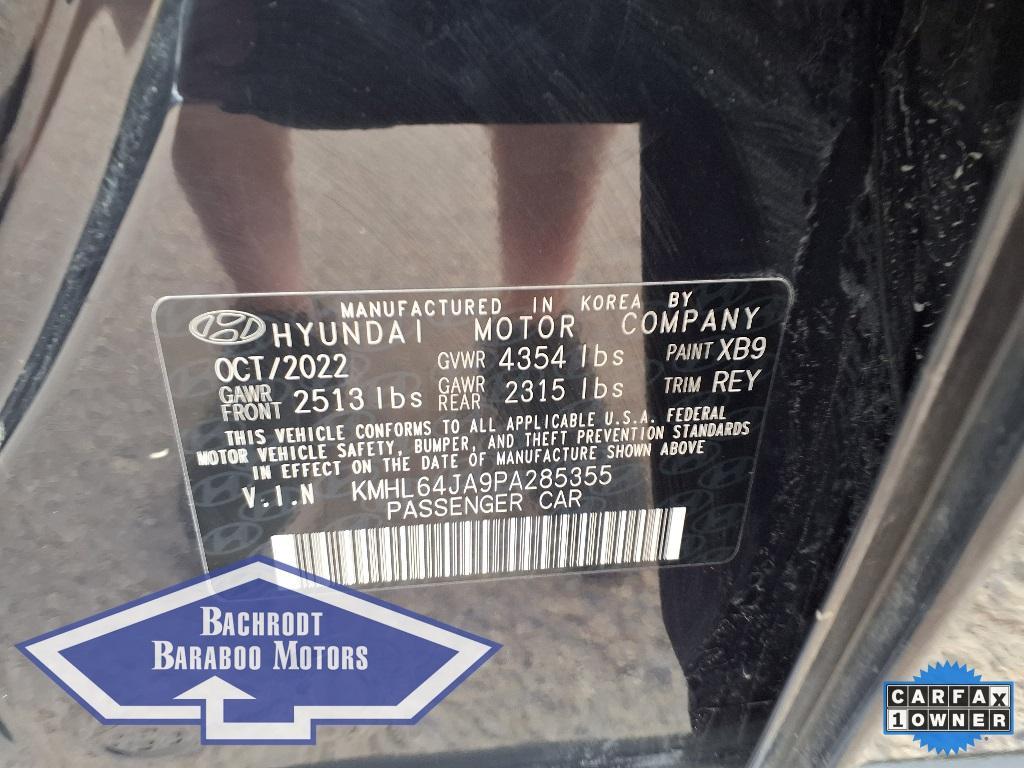 MANUFACTURED IN KOREA BY
HYUNDAI MOTOR COMPANY
OCT/2022 GVWR 4354 lbs PAINT XB9
GAWR FRONT 2513 lbs GAWR REAR 2315 lbs TRIM REY
THIS VEHICLE CONFORMS TO ALL APPLICABLE U.S.A. FEDERAL
MOTOR VEHICLE SAFETY, BUMPER, AND THEFT PREVENTION STANDARDS
IN EFFECT ON THE DATE OF MANUFACTURE SHOWN ABOVE
V.I.N KMHL64JA9PA285355
PASSENGER CAR
BACHRODT
BARABOO MOTORS
CARFAX
1 OWNER